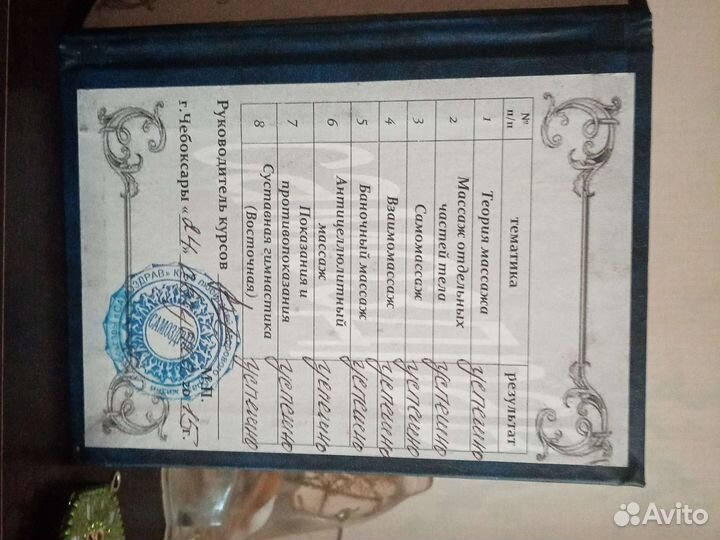 № п/п тематика результат
1 Теория массажа успешно
2 Массаж отдельных частей тела успешно
3 Самомассаж успешно
4 Взаимомассаж успешно
5 Баночный массаж успешно
6 Антицеллюлитный массаж успешно
7 Показания и противопоказания успешно
8 Суставная гимнастика (Восточная) успешно
Руководитель курсов М.П.
г.Чебоксары «24» 2015г.
Avito